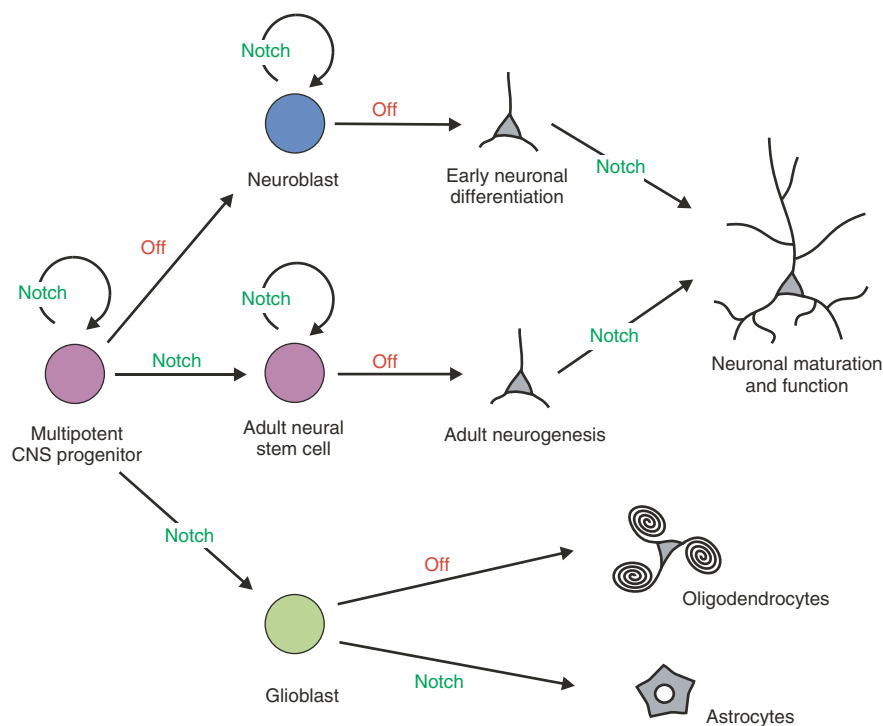 Notch
Off
Neuroblast
Early neuronal
differentiation
Notch
Off
Notch
Notch
Notch
Off
Notch
Neuronal maturation
and function
Multipotent
CNS progenitor
Adult neural
stem cell
Adult neurogenesis
Notch
Off
Oligodendrocytes
Glioblast
Notch
Astrocytes